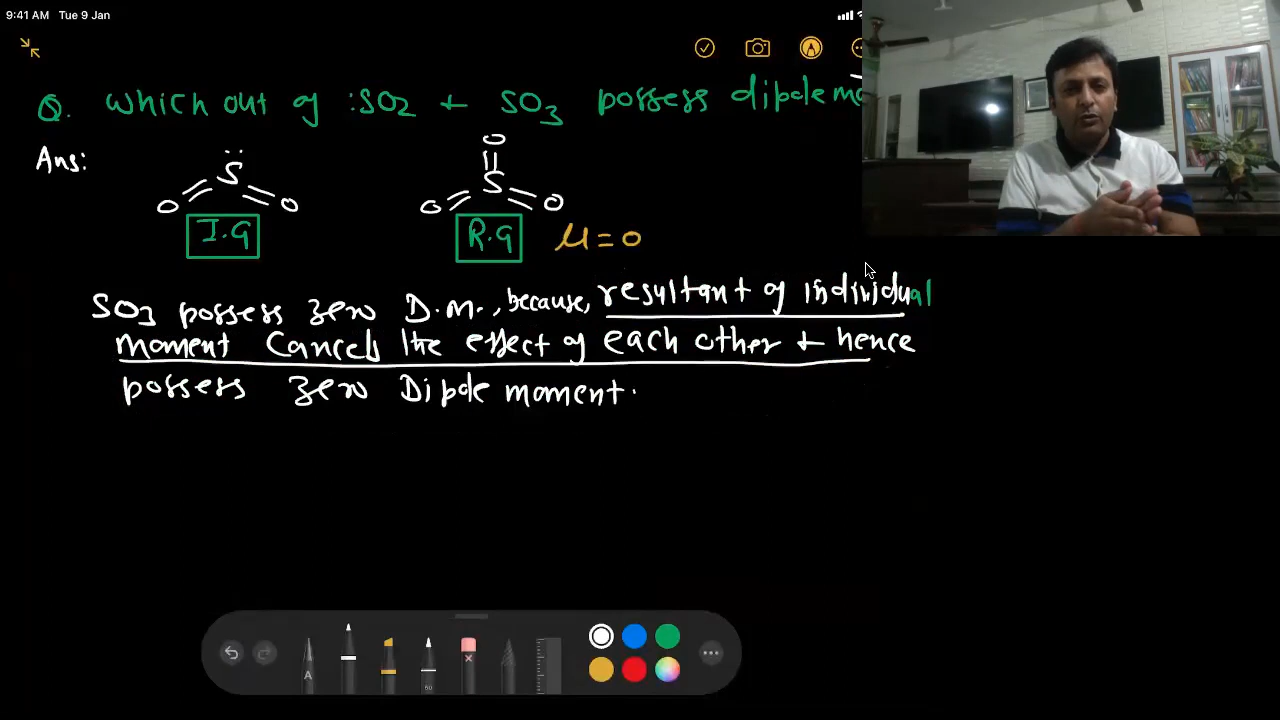 9:41 AM Tue 9 Jan
Q. which out of :SO2 + SO3 possess dipole mo
Ans:
S
O O
I.G
O
S
O O
R.G
μ=0
SO3 possess zero D.M., because, resultant of individual
moment Cancels the effect of each other + hence
possess zero Dipole moment.
A
50